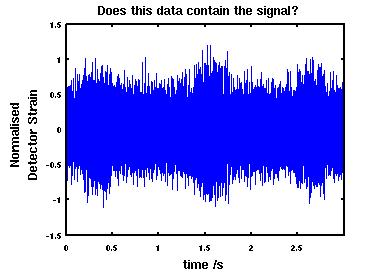 Does this data contain the signal?
1.5
1
0.5
0
-0.5
-1
-1.5
Normalised
Detector Strain
0 0.5 1 1.5 2 2.5
time /s